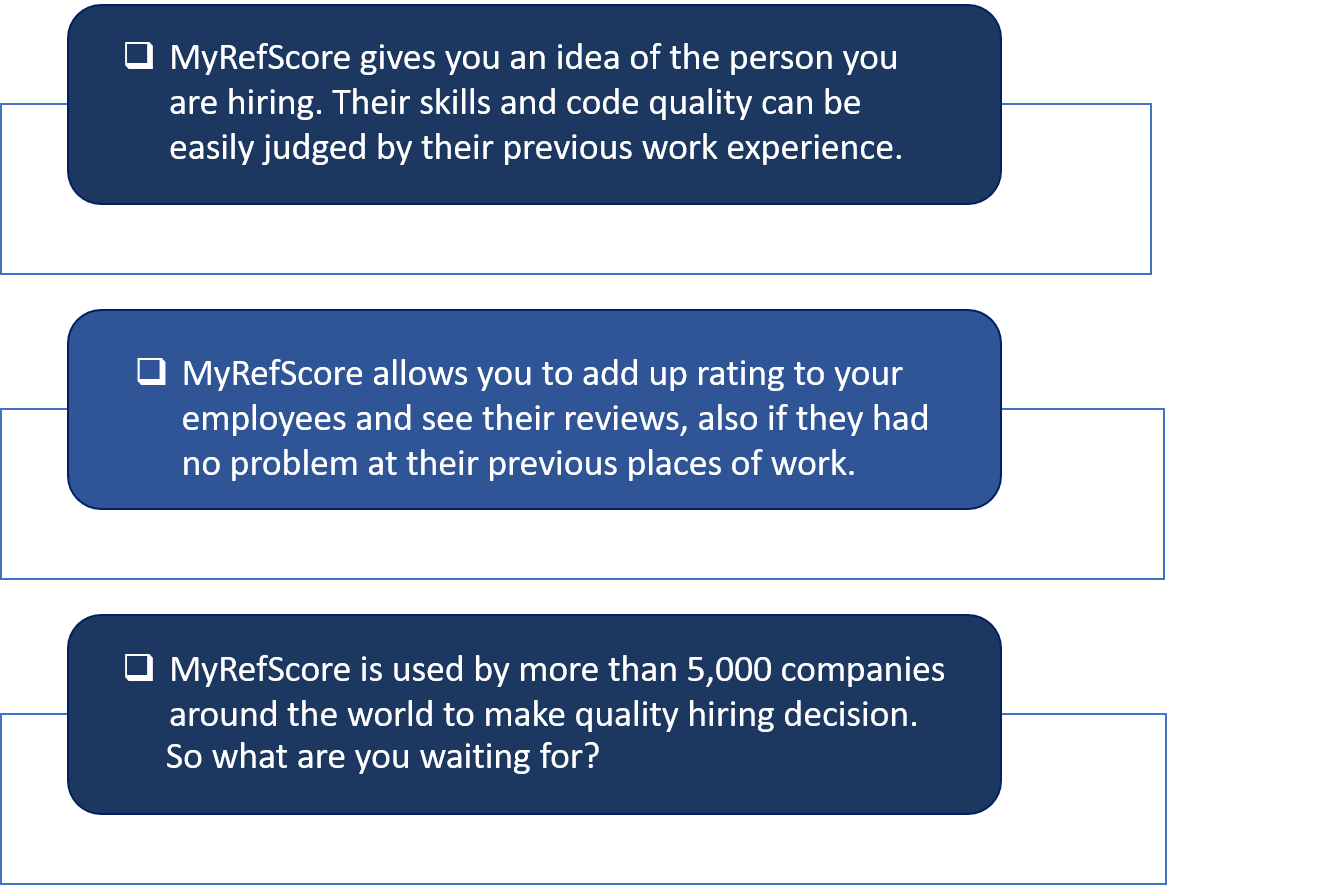 ❑ MyRefScore gives you an idea of the person you
are hiring. Their skills and code quality can be
easily judged by their previous work experience.
❑ MyRefScore allows you to add up rating to your
employees and see their reviews, also if they had
no problem at their previous places of work.
❑ MyRefScore is used by more than 5,000 companies
around the world to make quality hiring decision.
So what are you waiting for?